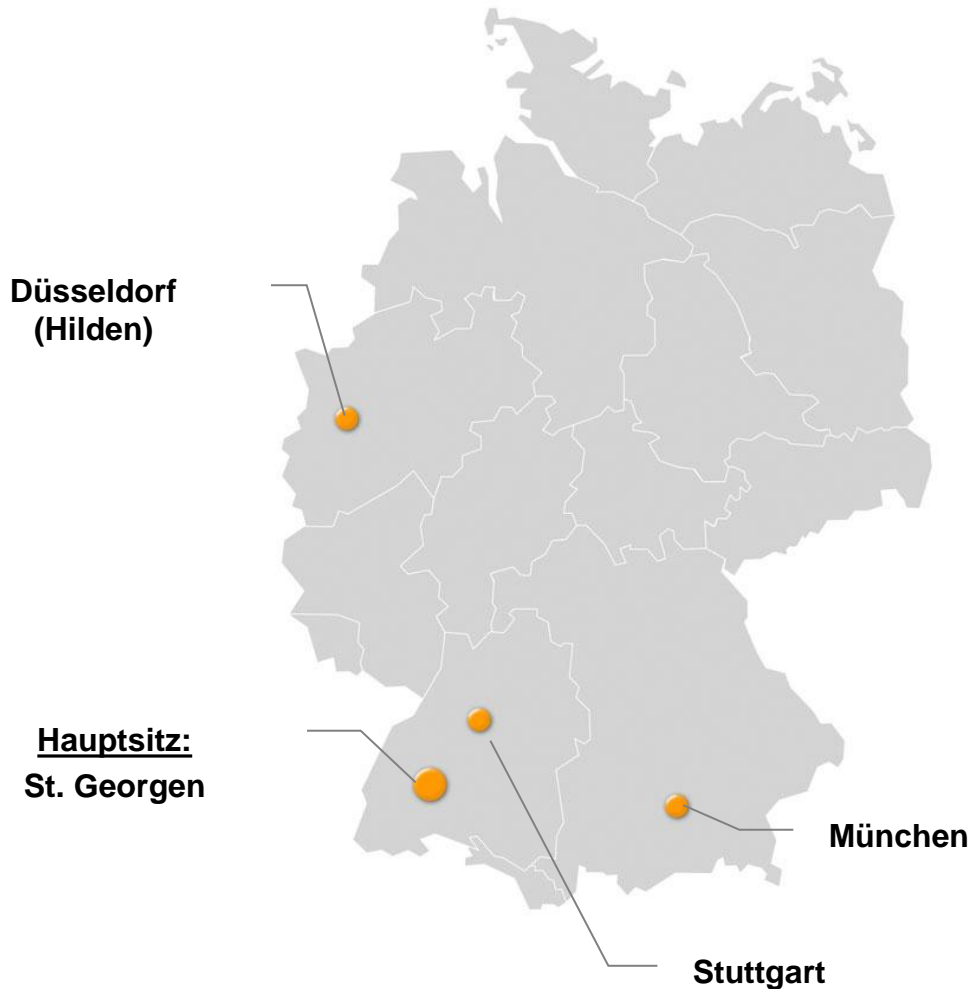 Düsseldorf
(Hilden)
Hauptsitz:
St. Georgen
München
Stuttgart